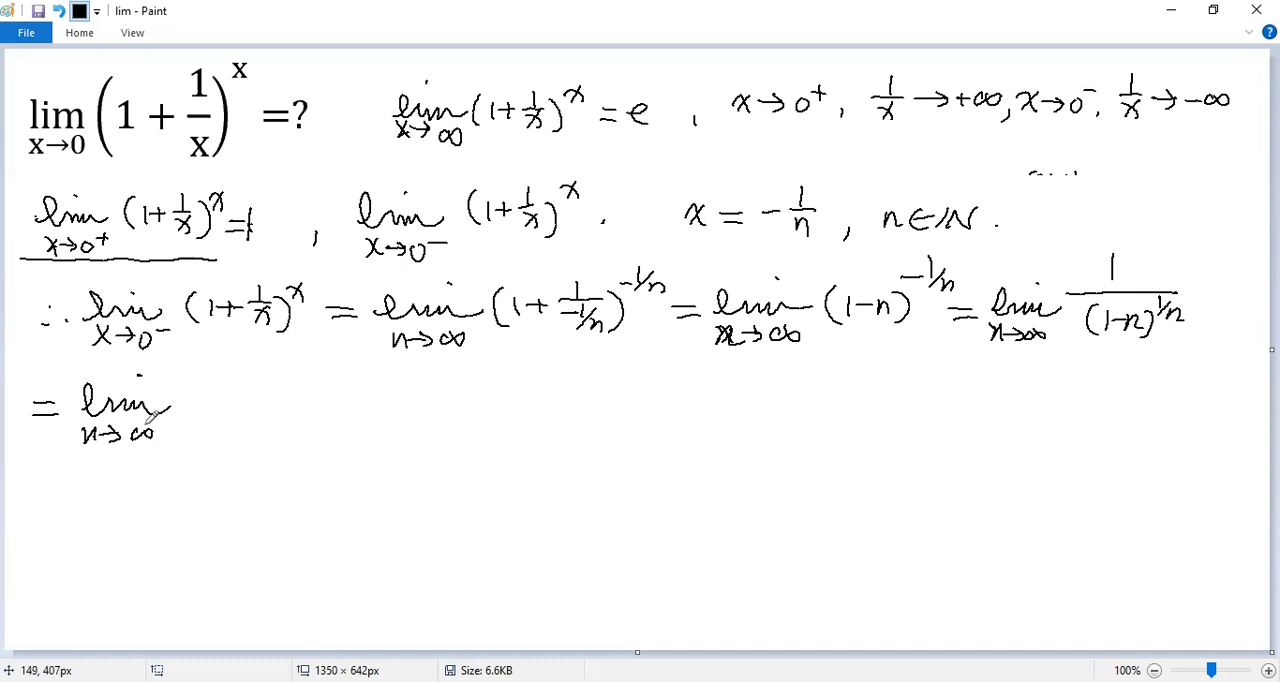 lim - Paint
File Home View
lim x→0 (1 + 1/x)^x =? lim x→∞ (1+1/x)^x = e , x→0⁺, 1/x →+∞, x→0⁻, 1/x→-∞
lim x→0⁺ (1+1/x)^x =1 , lim x→0⁻ (1+1/x)^x . x = -1/n , n∈ℕ.
∴ lim x→0⁻ (1+1/x)^x = lim n→∞ (1+ 1/(-1/n))^(-1/n) = lim n→∞ (1-n)^(-1/n) = lim n→∞ 1/(1-n)^(1/n)
= lim n→∞
149, 407px 1350 × 642px Size: 6.6KB 100%